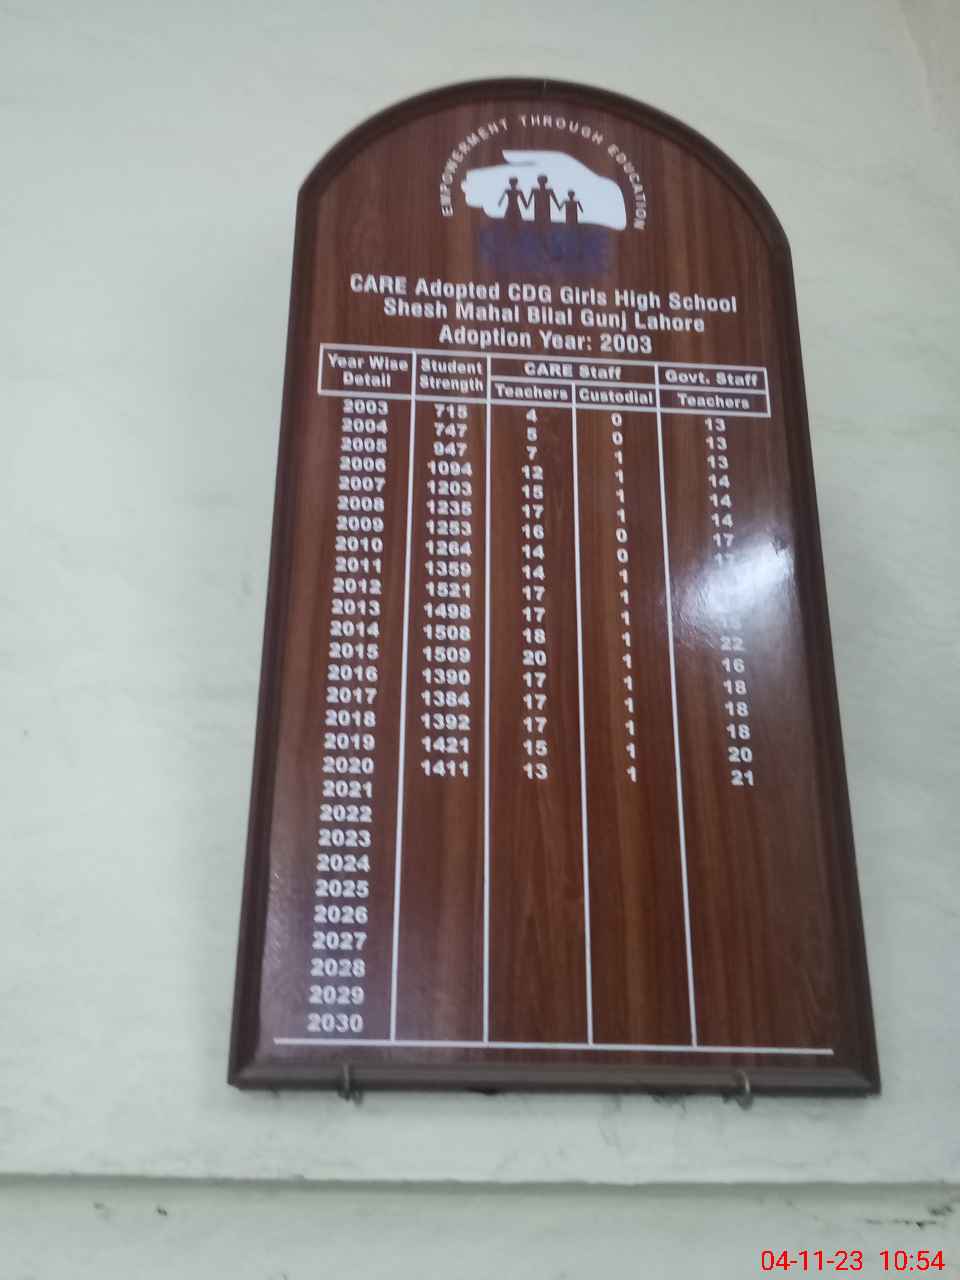 EMPOWERMENT THROUGH EDUCATION
CARE
CARE Adopted CDG Girls High School
Shesh Mahal Bilal Gunj Lahore
Adoption Year: 2003
Year Wise Detail Student Strength CARE Staff Govt. Staff
Teachers Custodial Teachers
2003 715 4 0 13
2004 747 5 0 13
2005 947 7 1 13
2006 1094 12 1 14
2007 1203 15 1 14
2008 1235 17 1 14
2009 1253 16 0 17
2010 1264 14 0 17
2011 1359 14 1
2012 1521 17 1
2013 1498 17 1
2014 1508 18 1 22
2015 1509 20 1 16
2016 1390 17 1 18
2017 1384 17 1 18
2018 1392 17 1 18
2019 1421 15 1 20
2020 1411 13 1 21
2021
2022
2023
2024
2025
2026
2027
2028
2029
2030
04-11-23 10:54